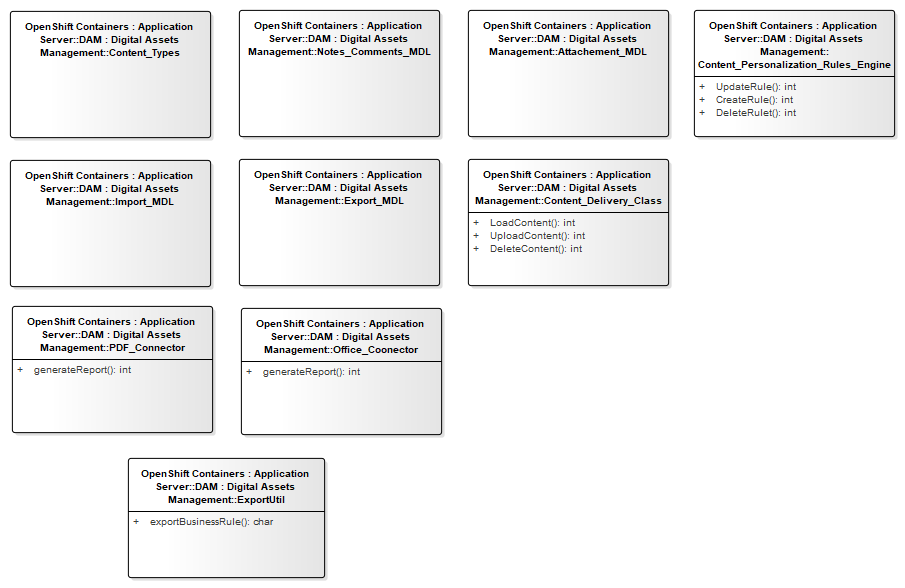 OpenShift Containers : Application
Server::DAM : Digital Assets
Management::Content_Types
OpenShift Containers : Application
Server::DAM : Digital Assets
Management::Notes_Comments_MDL
OpenShift Containers : Application
Server::DAM : Digital Assets
Management::Attachement_MDL
OpenShift Containers : Application
Server::DAM : Digital Assets
Management::
Content_Personalization_Rules_Engine
+ UpdateRule(): int
+ CreateRule(): int
+ DeleteRulet(): int
OpenShift Containers : Application
Server::DAM : Digital Assets
Management::Import_MDL
OpenShift Containers : Application
Server::DAM : Digital Assets
Management::Export_MDL
OpenShift Containers : Application
Server::DAM : Digital Assets
Management::Content_Delivery_Class
+ LoadContent(): int
+ UploadContent(): int
+ DeleteContent(): int
OpenShift Containers : Application
Server::DAM : Digital Assets
Management::PDF_Connector
+ generateReport(): int
OpenShift Containers : Application
Server::DAM : Digital Assets
Management::Office_Coonector
+ generateReport(): int
OpenShift Containers : Application
Server::DAM : Digital Assets
Management::ExportUtil
+ exportBusinessRule(): char